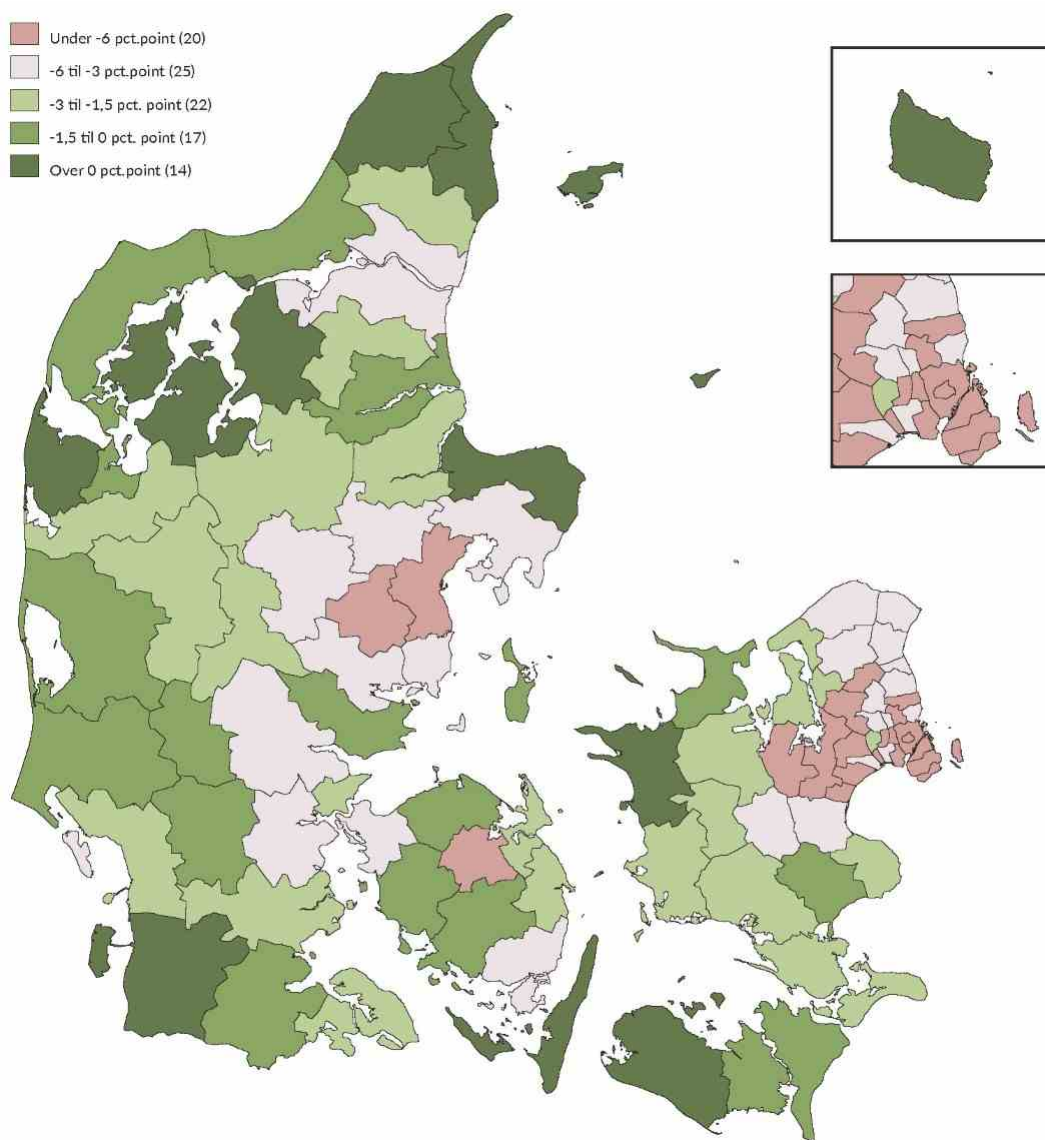 Under -6 pct.point (20)
-6 til -3 pct.point (25)
-3 til -1,5 pct. point (22)
-1,5 til 0 pct. point (17)
Over 0 pct.point (14)